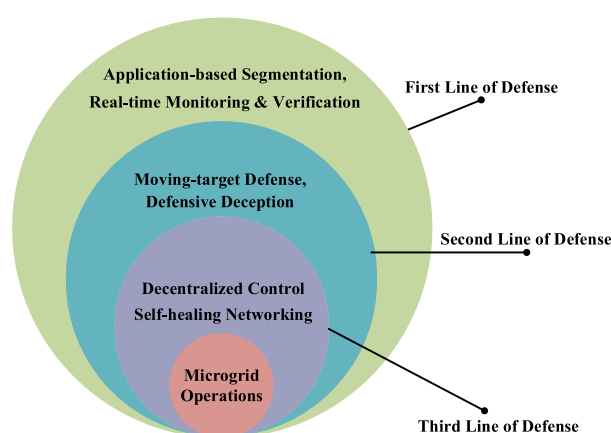 Application-based Segmentation,
Real-time Monitoring & Verification
First Line of Defense
Moving-target Defense,
Defensive Deception
Second Line of Defense
Decentralized Control
Self-healing Networking
Microgrid
Operations
Third Line of Defense